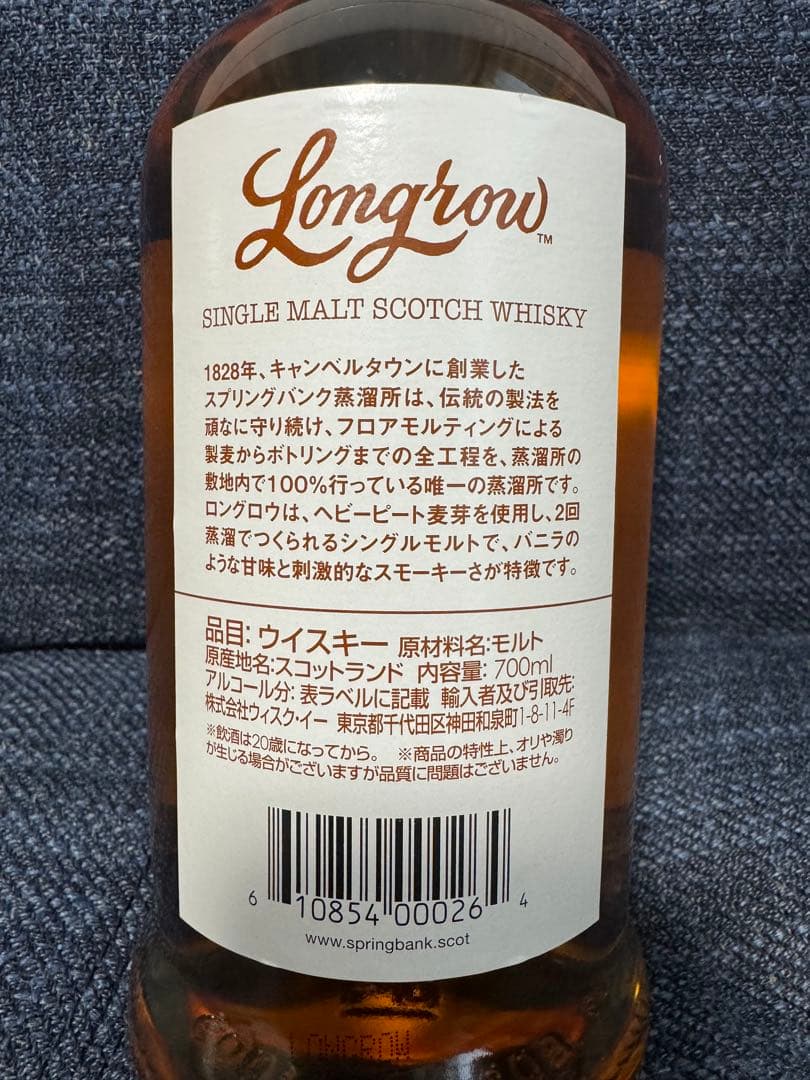 Longrow™
SINGLE MALT SCOTCH WHISKY
1828年、キャンベルタウンに創業した
スプリングバンク蒸溜所は、伝統の製法を
頑なに守り続け、フロアモルティングによる
製麦からボトリングまでの全工程を、蒸溜所の
敷地内で100%行っている唯一の蒸溜所です。
ロングロウは、ヘビーピート麦芽を使用し、2回
蒸溜でつくられるシングルモルトで、バニラの
ような甘味と刺激的なスモーキーさが特徴です。
品目: ウイスキー 原材料名:モルト
原産地名:スコットランド 内容量: 700ml
アルコール分: 表ラベルに記載 輸入者及び引取先:
株式会社ウィスク・イー 東京都千代田区神田和泉町1-8-11-4F
※飲酒は20歳になってから。 ※商品の特性上、オリや濁り
が生じる場合がございますが品質に問題はございません。
6 10854 00026 4
www.springbank.scot
LONGROW